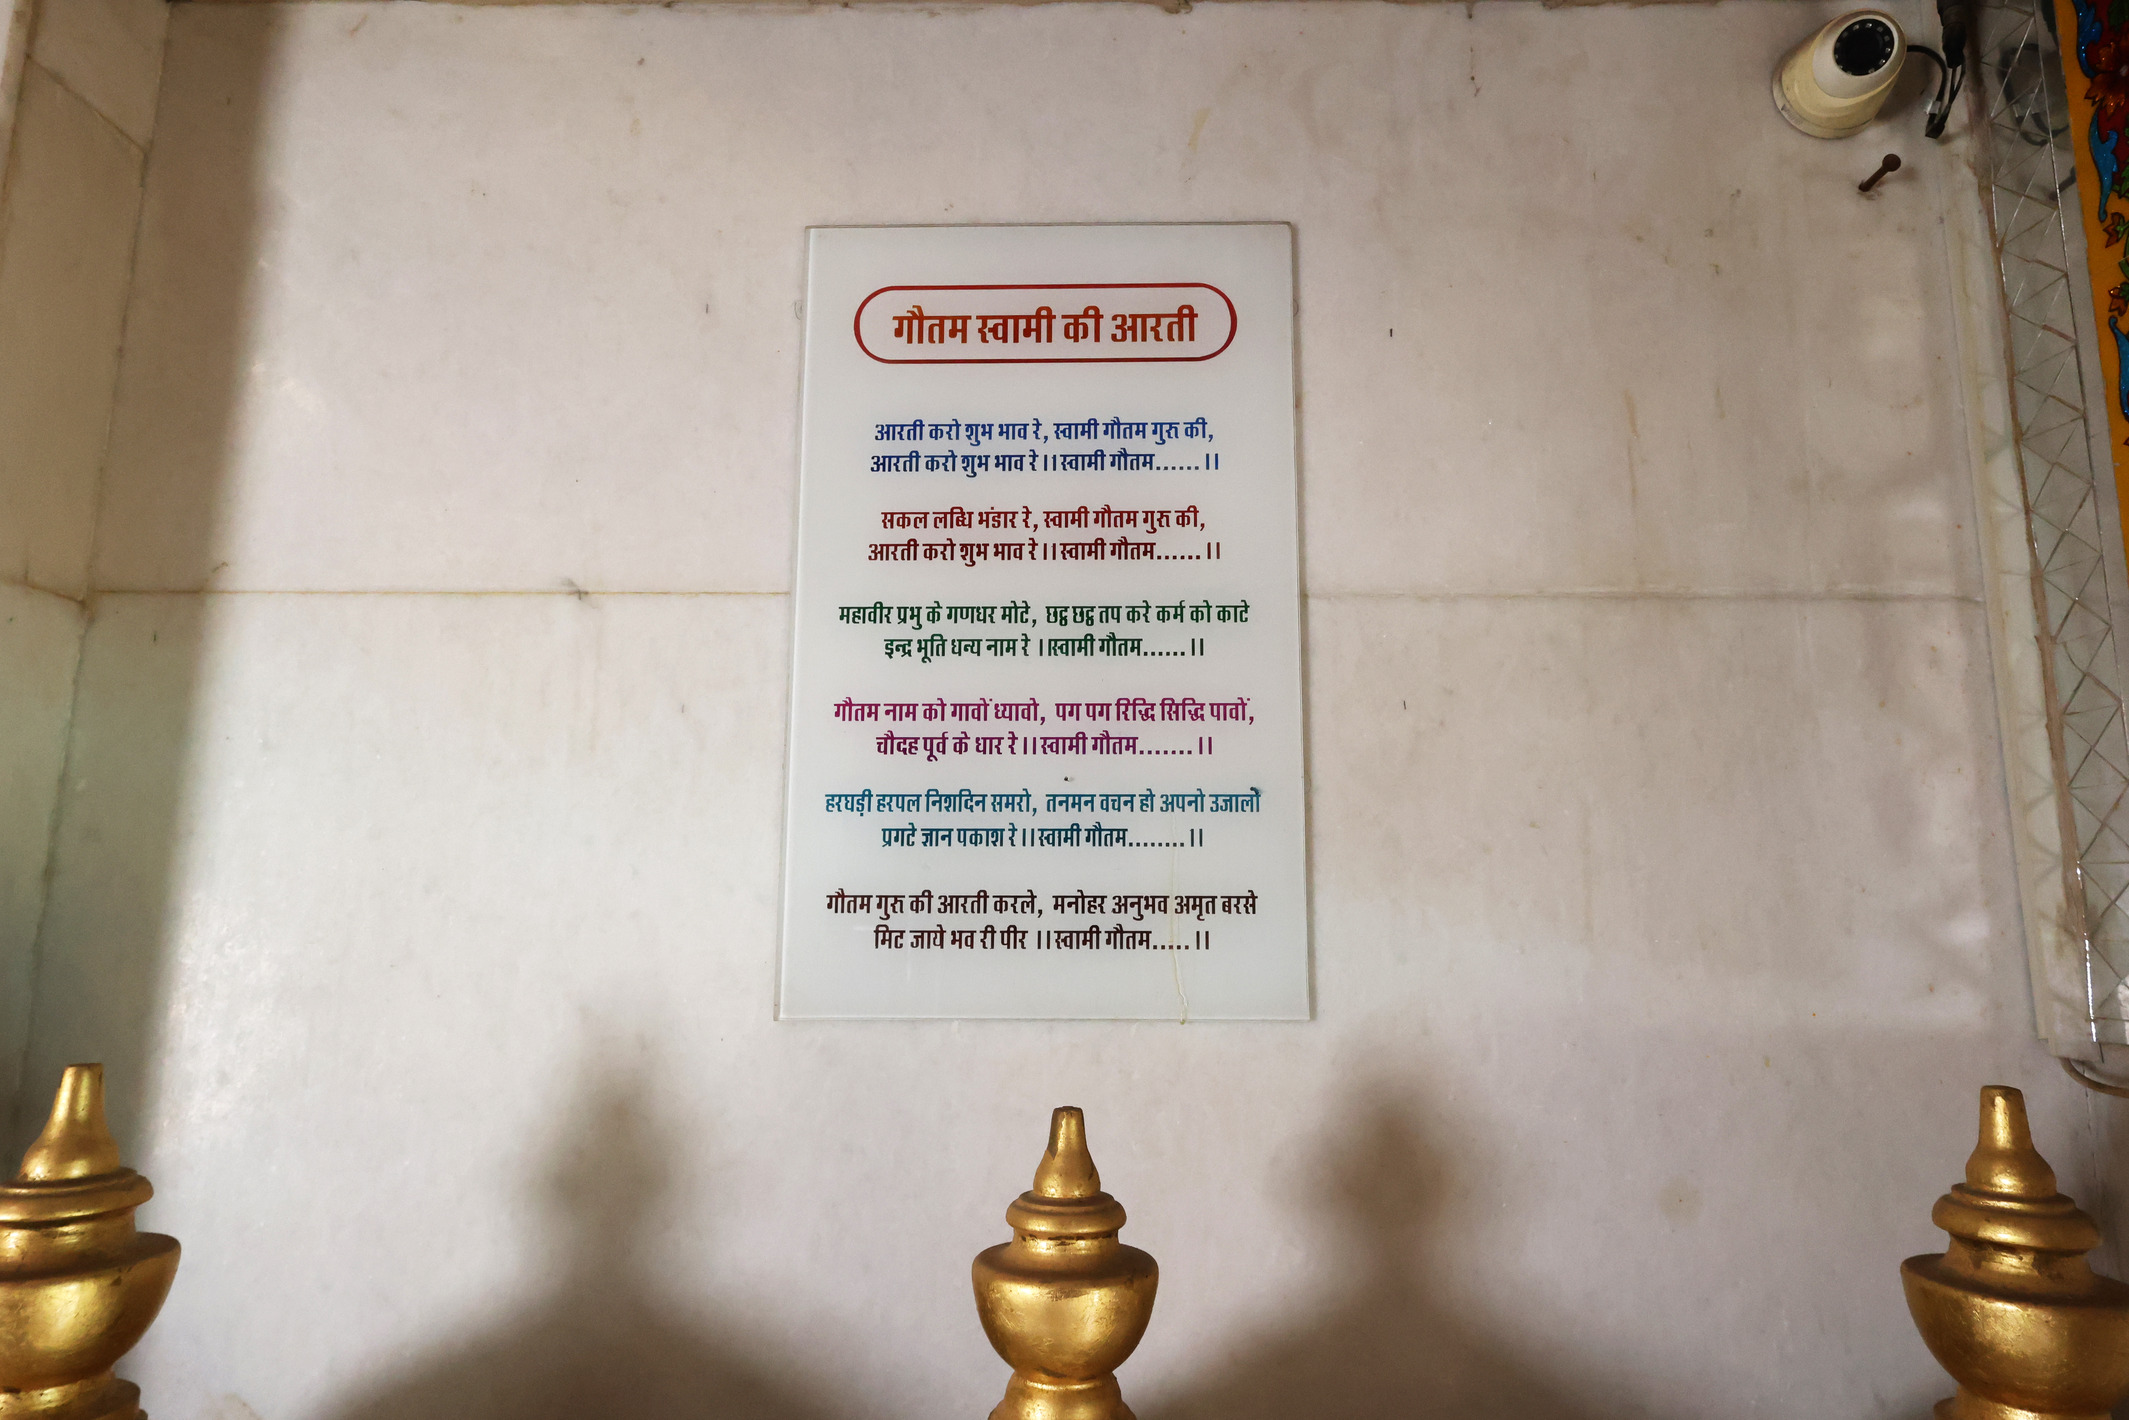 गौतम स्वामी की आरती
आरती करो शुभ भाव रे, स्वामी गौतम गुरू की,
आरती करो शुभ भाव रे।।स्वामी गौतम......।।
सकल लब्धि भंडार रे, स्वामी गौतम गुरू की,
आरती करो शुभ भाव रे।।स्वामी गौतम......।।
महावीर प्रभु के गणधर मोटे, छट्ठ छट्ठ तप करे कर्म को काटे
इन्द्र भूति धन्य नाम रे ।।स्वामी गौतम......।।
गौतम नाम को गावों ध्यावो, पग पग रिद्धि सिद्धि पावों,
चौदह पूर्व के धार रे।।स्वामी गौतम.......।।
हरघड़ी हरपल निशदिन समरो, तनमन वचन हो अपनो उजालो
प्रगटे ज्ञान पकाश रे।।स्वामी गौतम........।।
गौतम गुरू की आरती करले, मनोहर अनुभव अमृत बरसे
मिट जाये भव री पीर ।।स्वामी गौतम.....।।